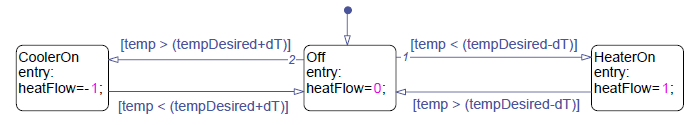 [temp > (tempDesired+dT)]
[temp < (tempDesired-dT)]
CoolerOn
entry:
heatFlow=-1;
2
Off
entry:
heatFlow=0;
1
HeaterOn
entry:
heatFlow=1;
[temp < (tempDesired+dT)]
[temp > (tempDesired-dT)]